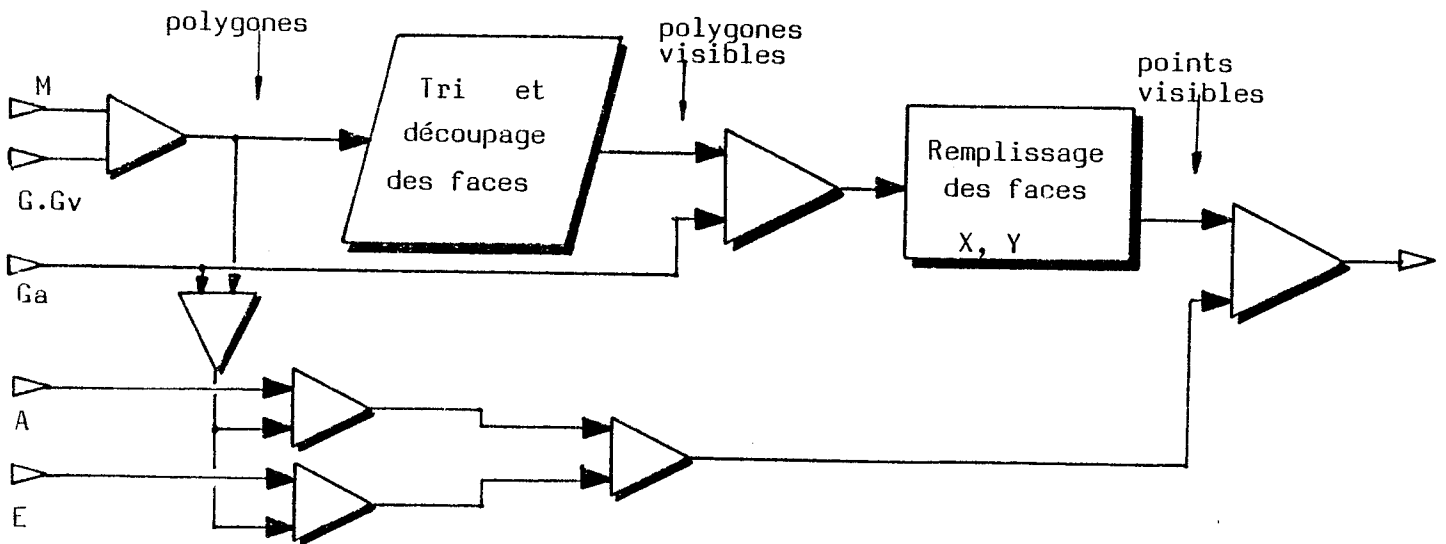 polygones
polygones
visibles
points
visibles
M
Tri et
découpage
des faces
Remplissage
des faces
X, Y
G.Gv
Ga
A
E